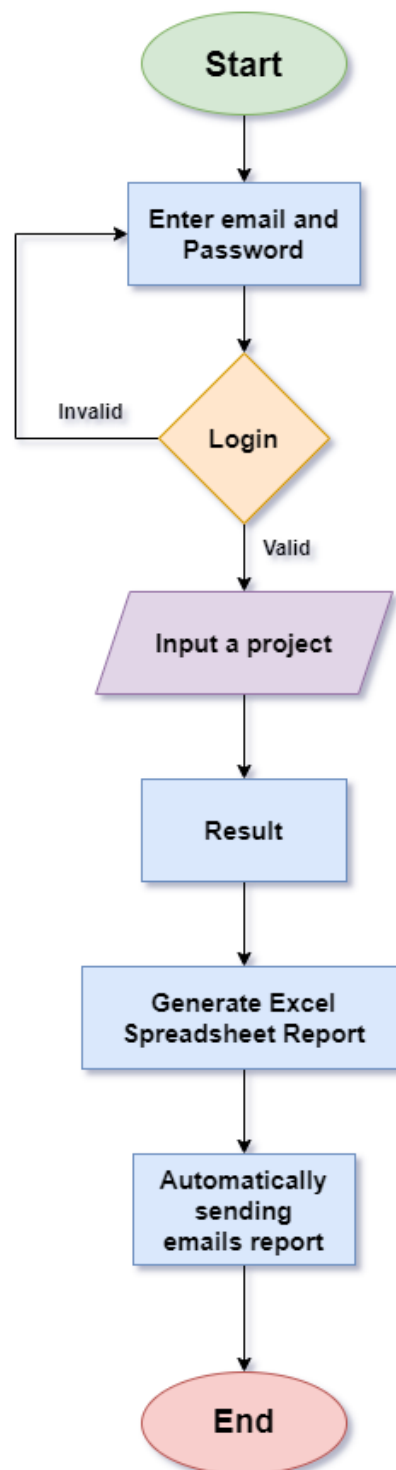 Start
Enter email and
Password
Invalid
Login
Valid
Input a project
Result
Generate Excel
Spreadsheet Report
Automatically
sending
emails report
End